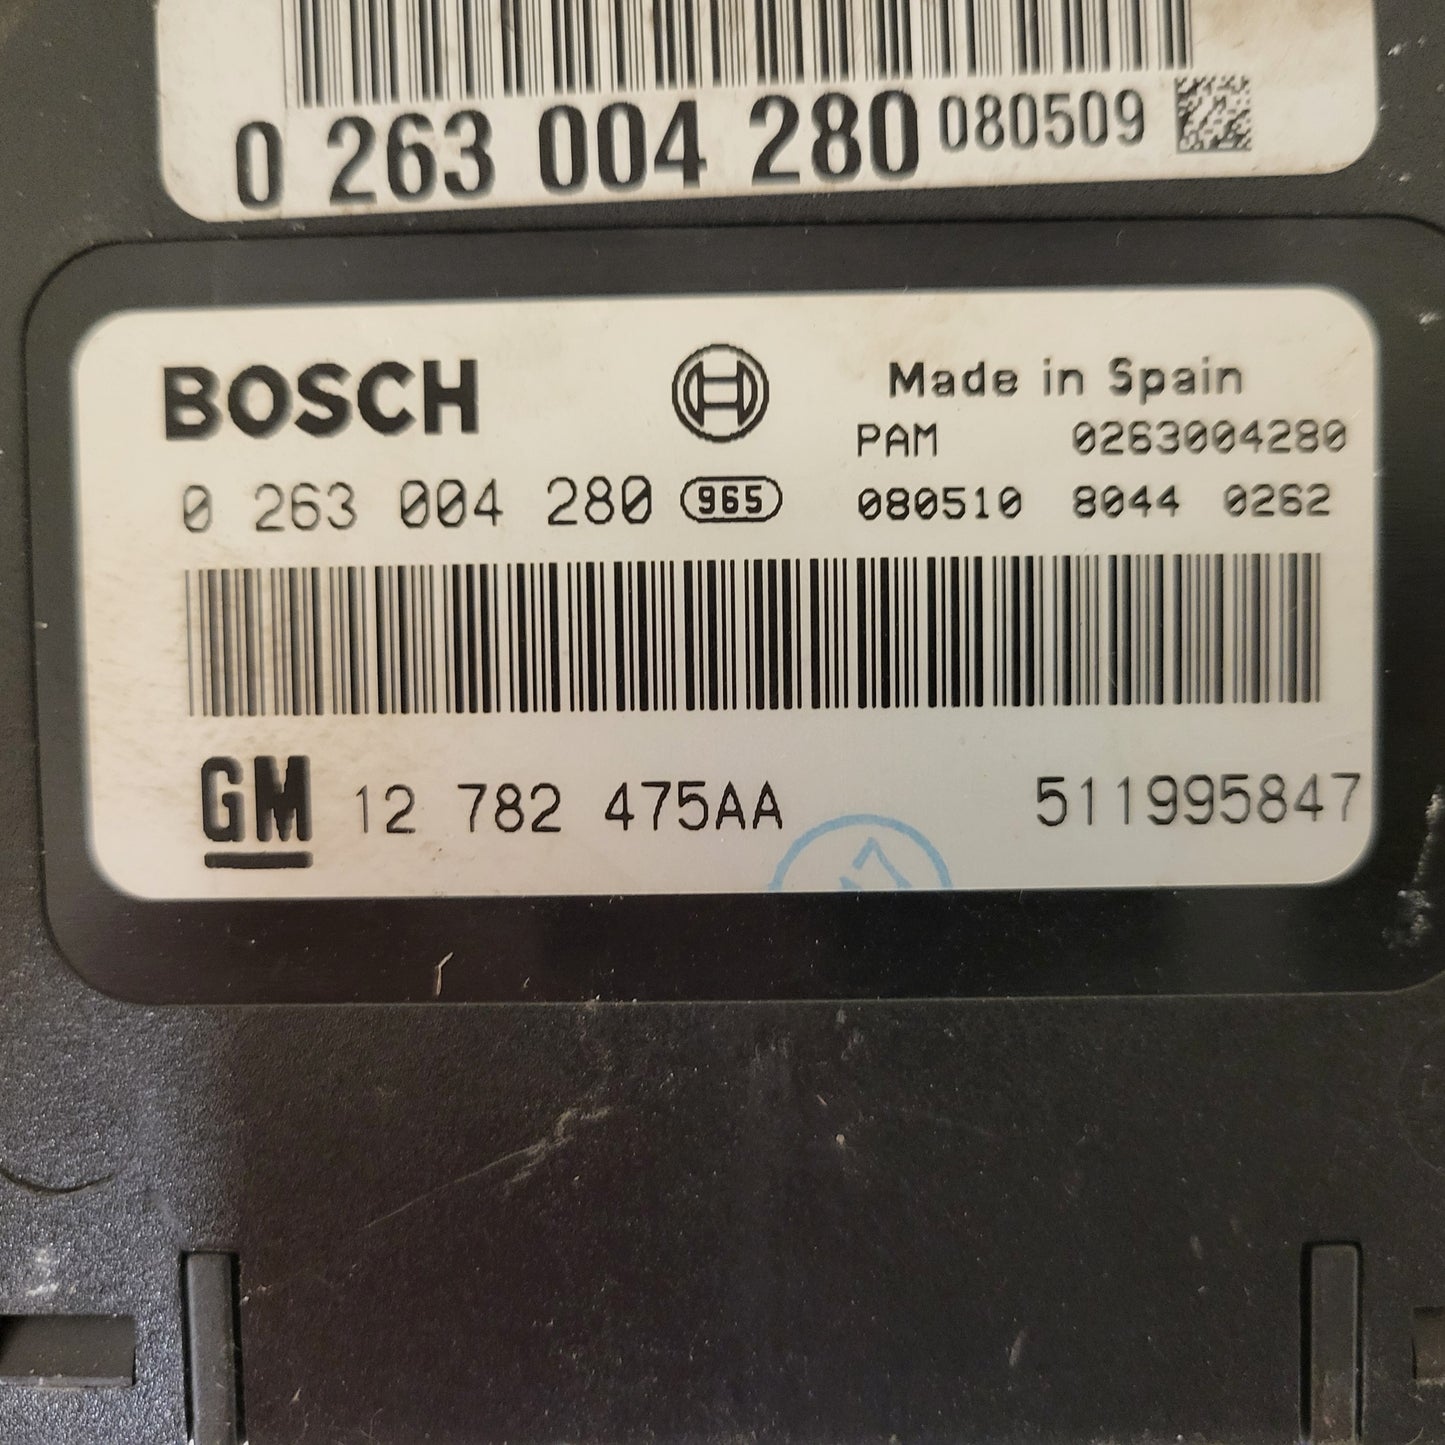 0 263 004 280 080509
BOSCH Made in Spain
PAM 0263004280
0 263 004 280 965 080510 8044 0262
GM 12 782 475AA 511995847